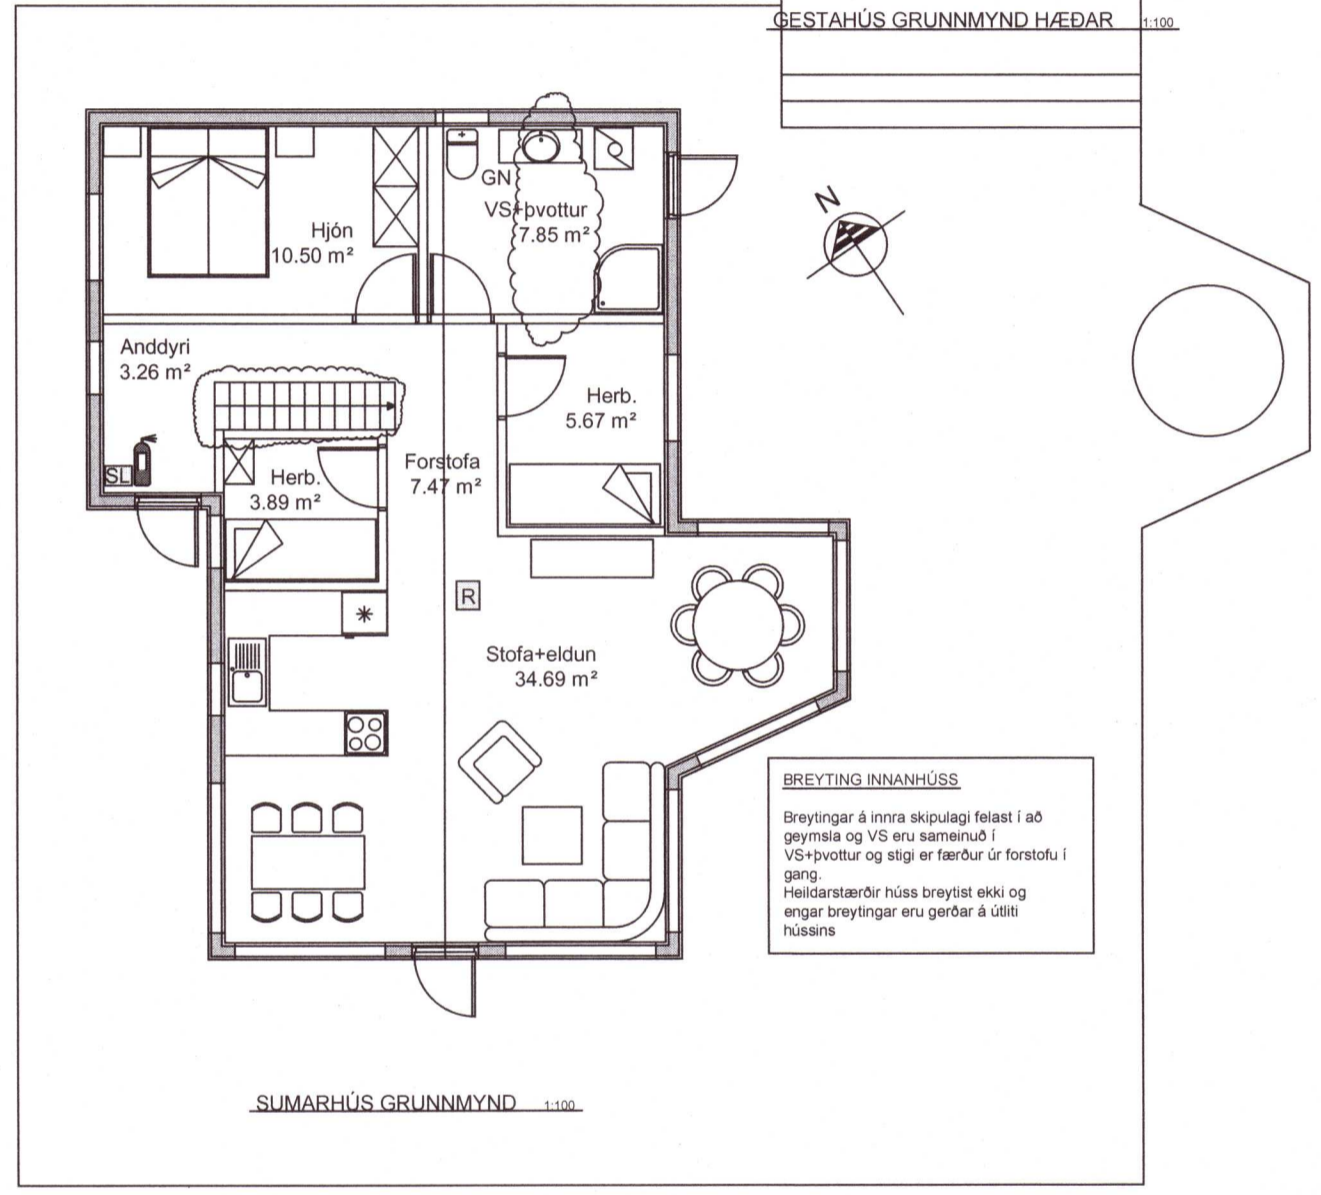 GESTAHÚS GRUNNMYND HÆÐAR 1:100
N
GN
VS+þvottur
7.85 m²
Hjón
10.50 m²
Anddyri
3.26 m²
Herb.
5.67 m²
Forstofa
7.47 m²
Herb.
3.89 m²
SL
R
Stofa+eldun
34.69 m²
BREYTING INNANHÚSS
Breytingar á innra skipulagi felast í að
geymsla og VS eru sameinuð í
VS+þvottur og stigi er færður úr forstofu í
gang.
Heildarstærðir húss breytist ekki og
engar breytingar eru gerðar á útliti
hússins
SUMARHÚS GRUNNMYND 1:100